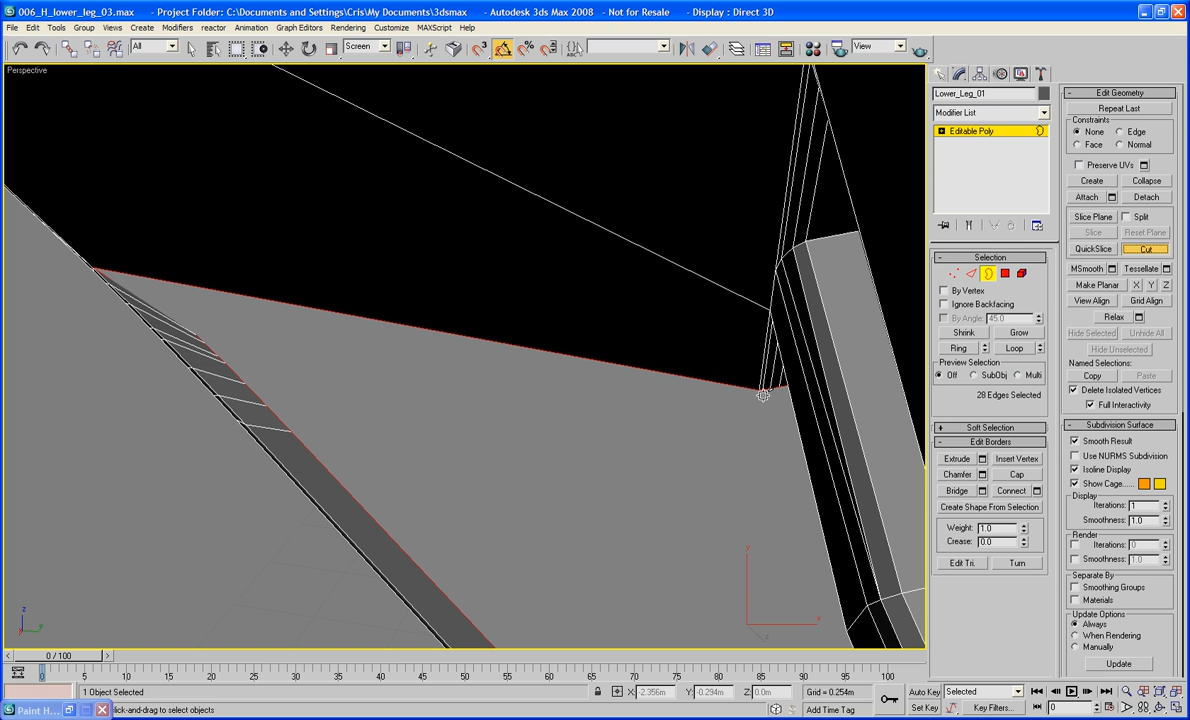 006_H_lower_leg_03.max - Project Folder: C:\Documents and Settings\Cris\My Documents\3dsmax - Autodesk 3ds Max 2008 - Not for Resale - Display : Direct 3D
File Edit Tools Group Views Create Modifiers reactor Animation Graph Editors Rendering Customize MAXScript Help
All Screen View
Perspective
Lower_Leg_01
Modifier List
Editable Poly
- Selection
By Vertex
Ignore Backfacing
By Angle: 45.0
Shrink Grow
Ring Loop
Preview Selection
Off SubObj Multi
28 Edges Selected
+ Soft Selection
- Edit Borders
Extrude Insert Vertex
Chamfer Cap
Bridge Connect
Create Shape From Selection
Weight: 1.0
Crease: 0.0
Edit Tri. Turn
- Edit Geometry
Repeat Last
Constraints
None Edge
Face Normal
Preserve UVs
Create Collapse
Attach Detach
Slice Plane Split
Slice Reset Plane
QuickSlice Cut
MSmooth Tessellate
Make Planar X Y Z
View Align Grid Align
Relax
Hide Selected Unhide All
Hide Unselected
Named Selections:
Copy Paste
Delete Isolated Vertices
Full Interactivity
- Subdivision Surface
Smooth Result
Use NURMS Subdivision
Isoline Display
Show Cage......
Display
Iterations: 1
Smoothness: 1.0
Render
Iterations: 0
Smoothness: 1.0
Separate By
Smoothing Groups
Materials
Update Options
Always
When Rendering
Manually
Update
y
x
z
z
y
0 / 100
0 5 10 15 20 25 30 35 40 45 50 55 60 65 70 75 80 85 90 95 100
1 Object Selected X: -2.356m Y: -0.294m Z: 0.0m Grid = 0.254m Auto Key Selected
Paint H... lick-and-drag to select objects Add Time Tag Set Key Key Filters... 0